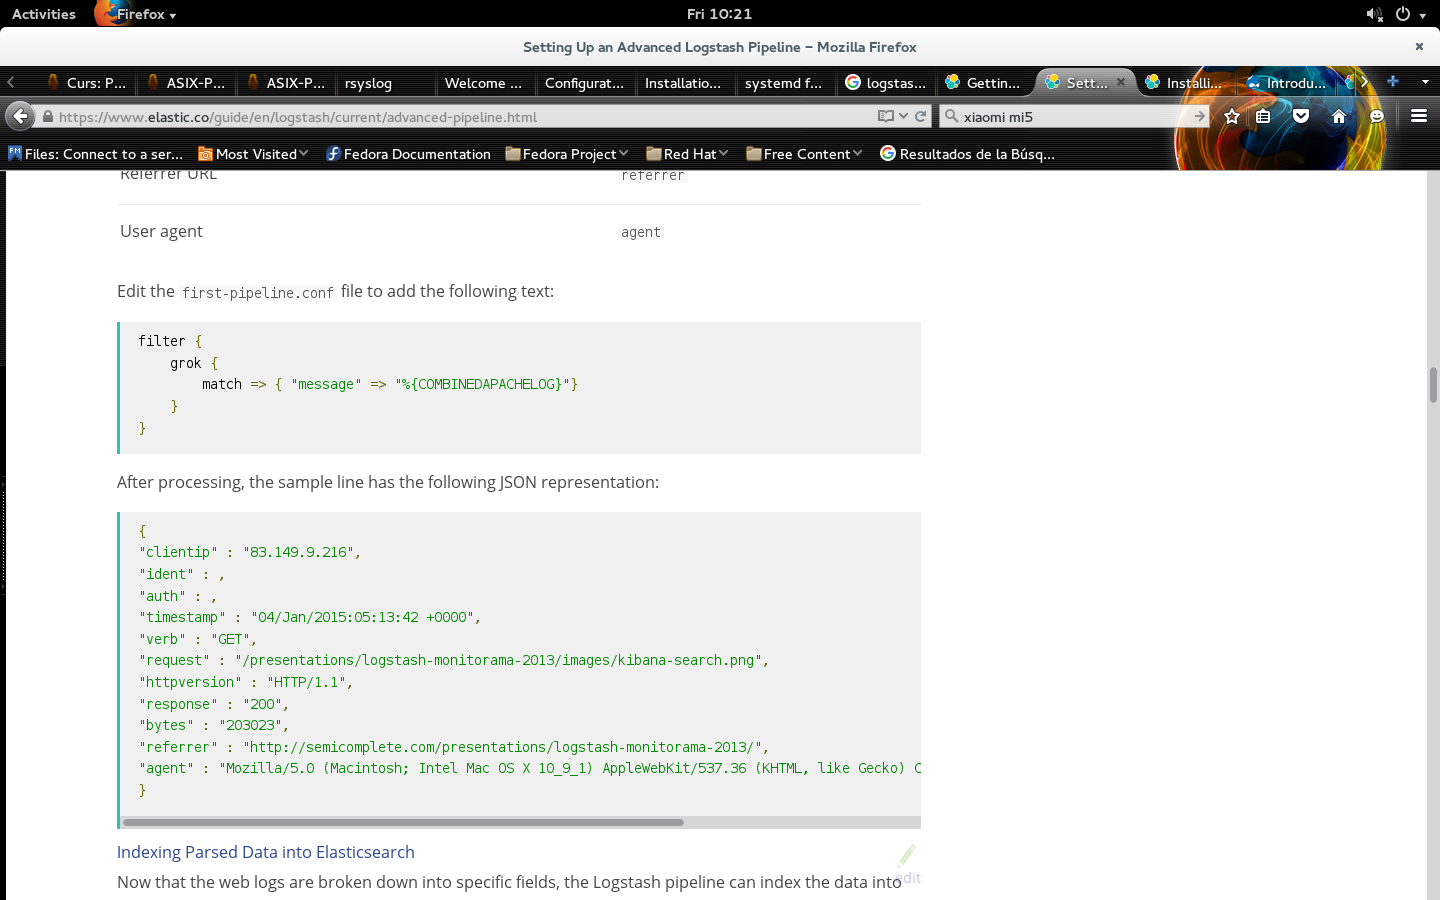 Activities Firefox Fri 10:21
Setting Up an Advanced Logstash Pipeline – Mozilla Firefox
Curs: P... ASIX-P... ASIX-P... rsyslog Welcome ... Configurat... Installatio... systemd f... logstas... Gettin... Sett... Installi... Introdu...
https://www.elastic.co/guide/en/logstash/current/advanced-pipeline.html xiaomi mi5
Files: Connect to a ser... Most Visited Fedora Documentation Fedora Project Red Hat Free Content Resultados de la Búsq...
Referrer URL referrer
User agent agent
Edit the first-pipeline.conf file to add the following text:
filter {
grok {
match => { "message" => "%{COMBINEDAPACHELOG}"}
}
}
After processing, the sample line has the following JSON representation:
{
"clientip" : "83.149.9.216",
"ident" : ,
"auth" : ,
"timestamp" : "04/Jan/2015:05:13:42 +0000",
"verb" : "GET",
"request" : "/presentations/logstash-monitorama-2013/images/kibana-search.png",
"httpversion" : "HTTP/1.1",
"response" : "200",
"bytes" : "203023",
"referrer" : "http://semicomplete.com/presentations/logstash-monitorama-2013/",
"agent" : "Mozilla/5.0 (Macintosh; Intel Mac OS X 10_9_1) AppleWebKit/537.36 (KHTML, like Gecko) C
}
Indexing Parsed Data into Elasticsearch
edit
Now that the web logs are broken down into specific fields, the Logstash pipeline can index the data into